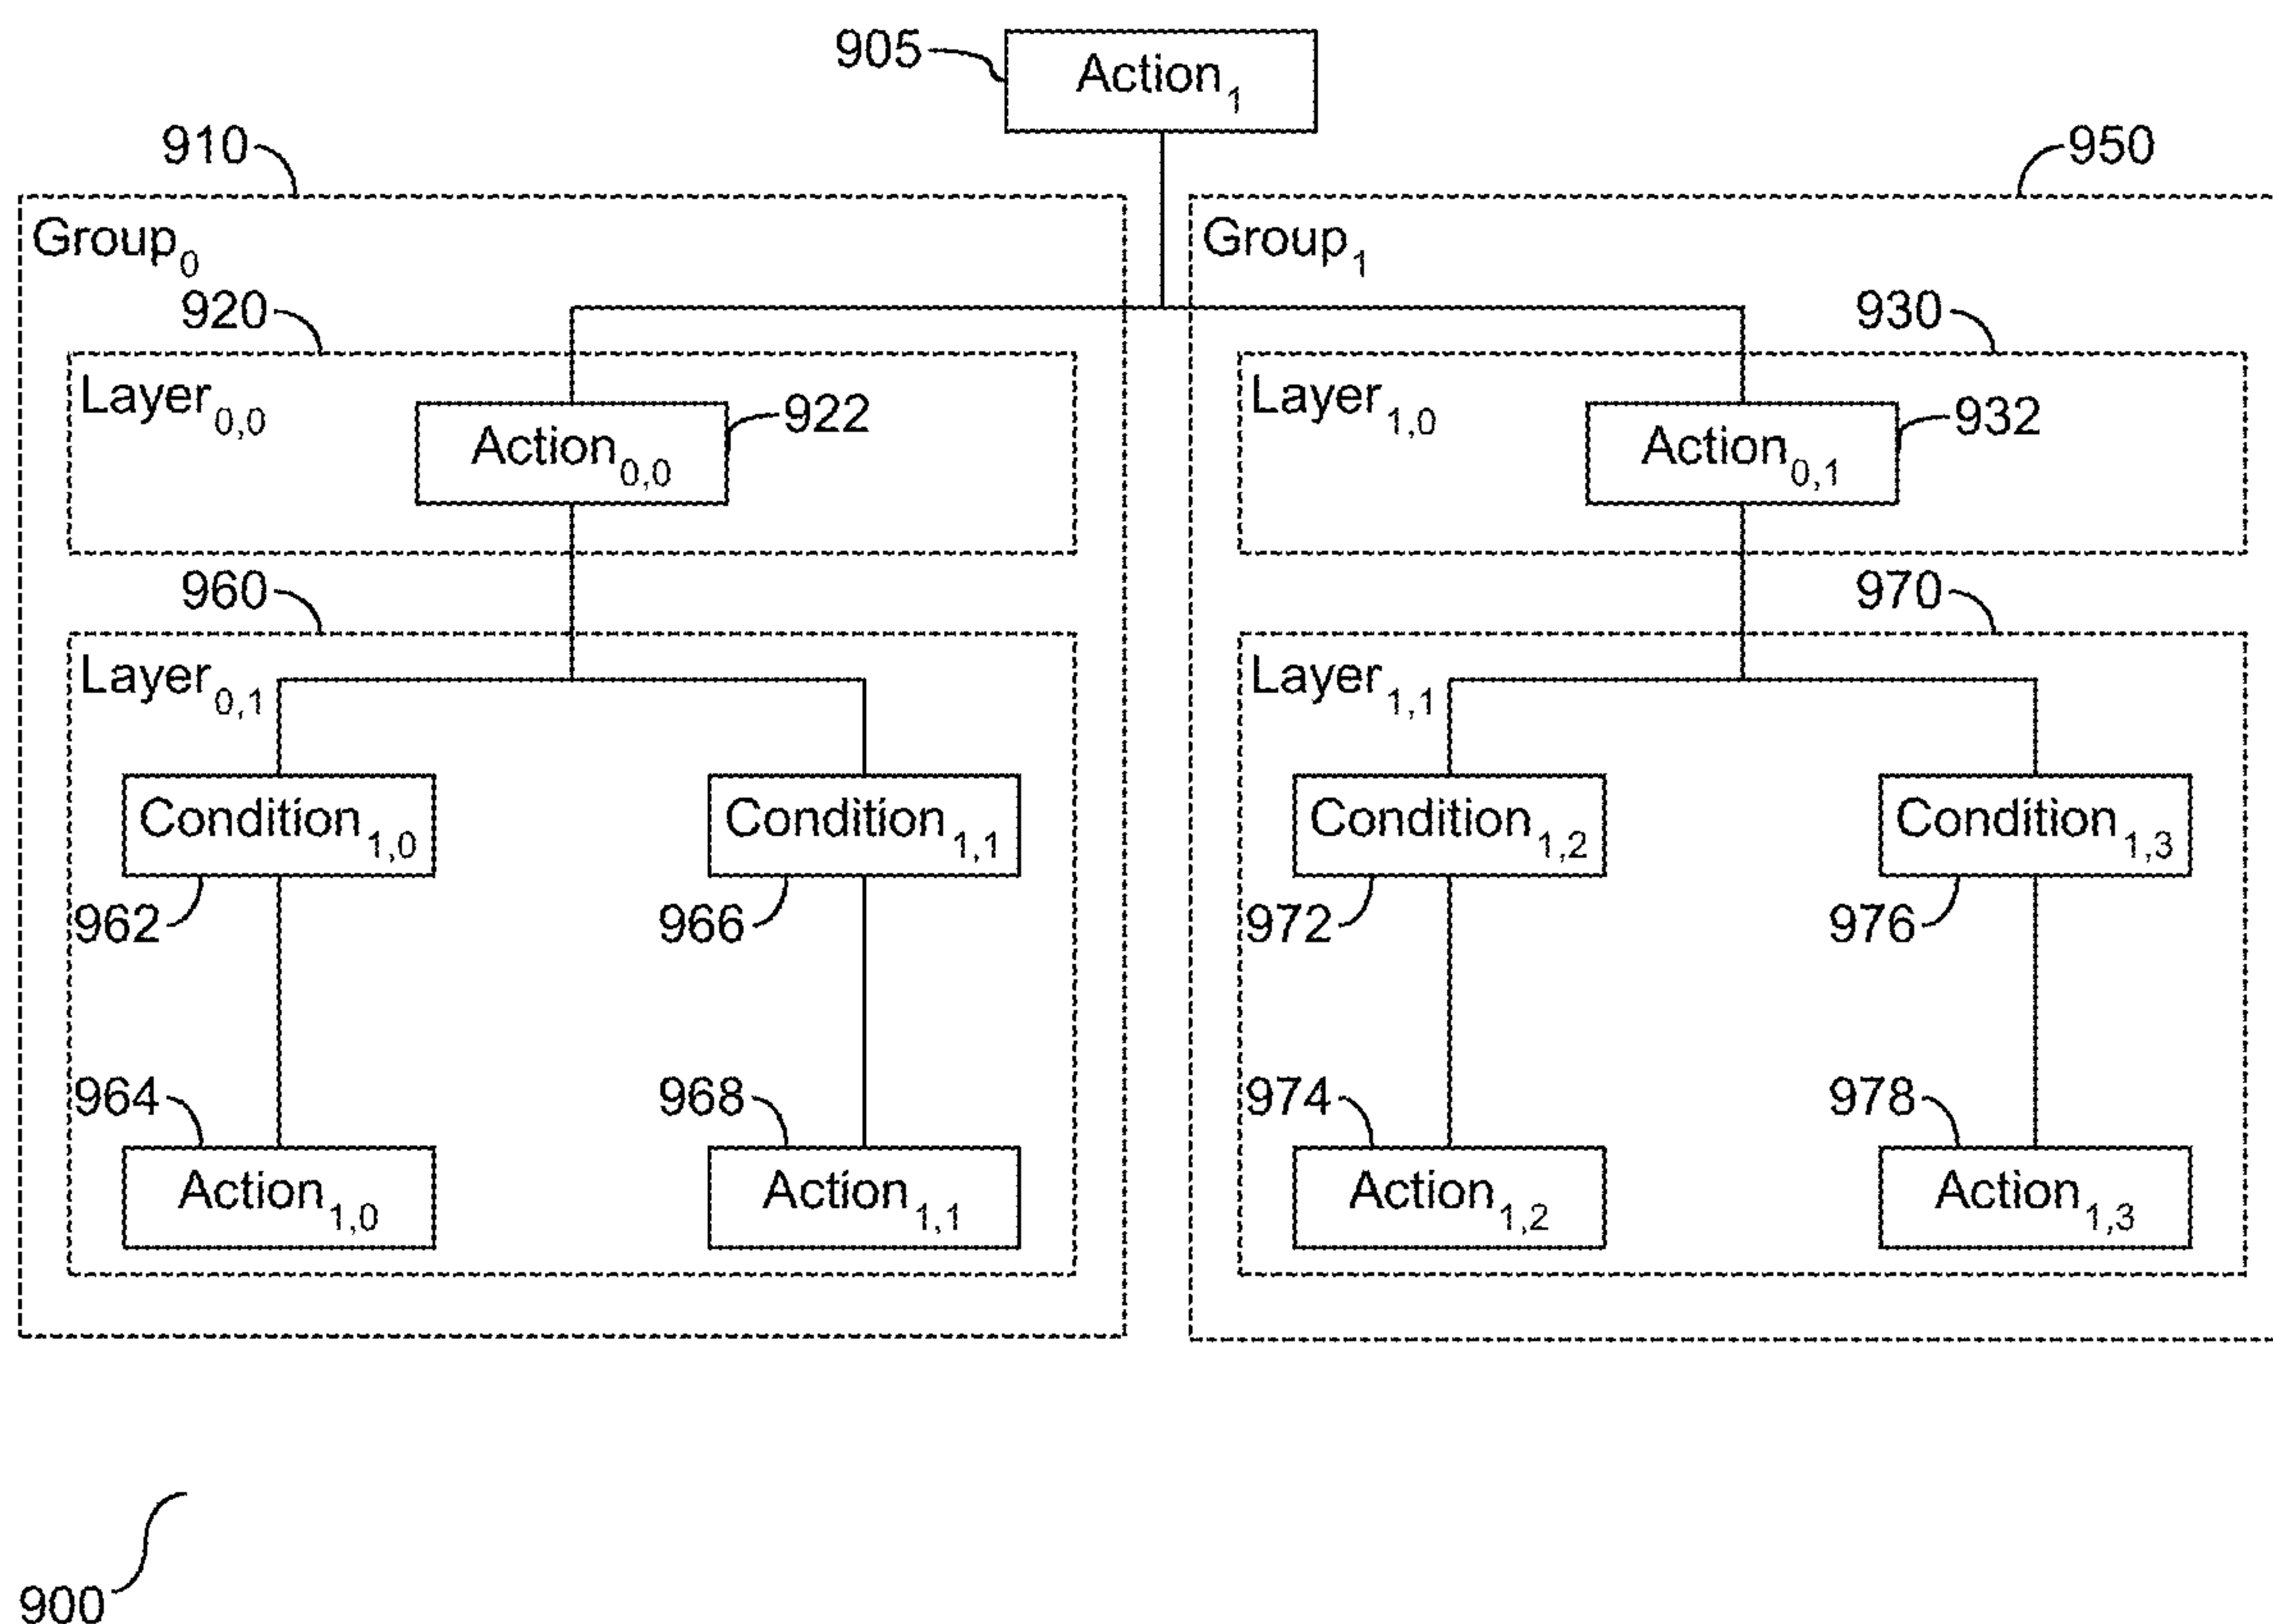 905
Action₁
910
950
Group₀
Group₁
920
930
Layer₀,₀
922
Action₀,₀
Layer₁,₀
932
Action₀,₁
960
970
Layer₀,₁
Layer₁,₁
Condition₁,₀
Condition₁,₁
Condition₁,₂
Condition₁,₃
962
966
972
976
964
968
974
978
Action₁,₀
Action₁,₁
Action₁,₂
Action₁,₃
900